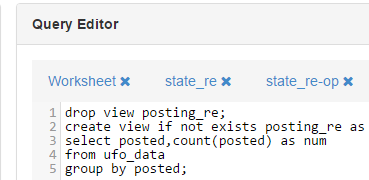 Query Editor
Worksheet ✖ state_re ✖ state_re-op ✖
1 drop view posting_re;
2 create view if not exists posting_re as
3 select posted,count(posted) as num
4 from ufo_data
5 group by posted;